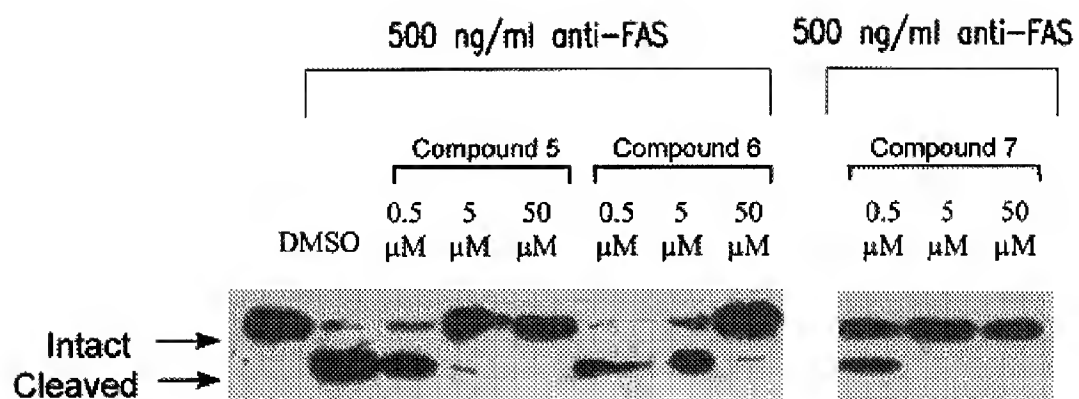 500 ng/ml anti-FAS 500 ng/ml anti-FAS
Compound 5 Compound 6 Compound 7
0.5 5 50 0.5 5 50 0.5 5 50
DMSO μM μM μM μM μM μM μM μM μM
Intact
Cleaved